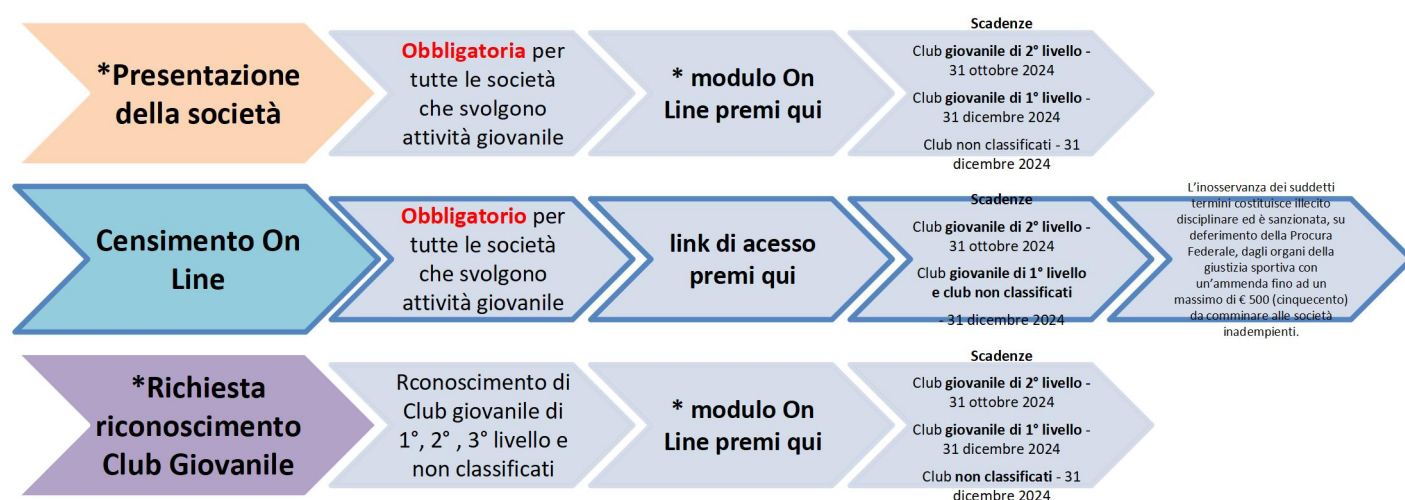 *Presentazione
della società
Obbligatoria per
tutte le società
che svolgono
attività giovanile
* modulo On
Line premi qui
Scadenze
Club giovanile di 2° livello -
31 ottobre 2024
Club giovanile di 1° livello -
31 dicembre 2024
Club non classificati - 31
dicembre 2024
Censimento On
Line
Obbligatorio per
tutte le società
che svolgono
attività giovanile
link di acesso
premi qui
Scadenze
Club giovanile di 2° livello -
31 ottobre 2024
Club giovanile di 1° livello
e club non classificati
- 31 dicembre 2024
L'inosservanza dei suddetti
termini costituisce illecito
disciplinare ed è sanzionata, su
deferimento della Procura
Federale, dagli organi della
giustizia sportiva con
un'ammenda fino ad un
massimo di € 500 (cinquecento)
da comminare alle società
inadempienti.
*Richiesta
riconoscimento
Club Giovanile
Rconoscimento di
Club giovanile di
1°, 2° , 3° livello e
non classificati
* modulo On
Line premi qui
Scadenze
Club giovanile di 2° livello -
31 ottobre 2024
Club giovanile di 1° livello -
31 dicembre 2024
Club non classificati - 31
dicembre 2024